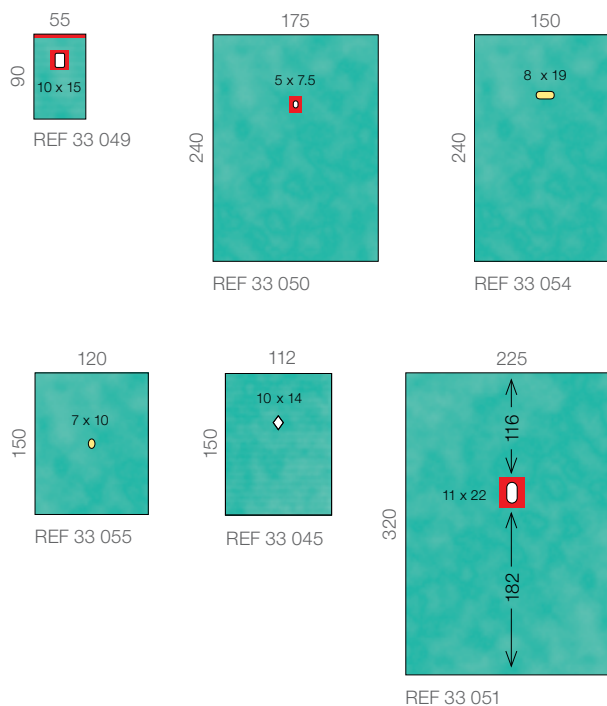 55
90
10 x 15
REF 33 049
175
240
5 x 7.5
REF 33 050
150
240
8 x 19
REF 33 054
120
150
7 x 10
REF 33 055
112
150
10 x 14
REF 33 045
225
320
116
11 x 22
182
REF 33 051